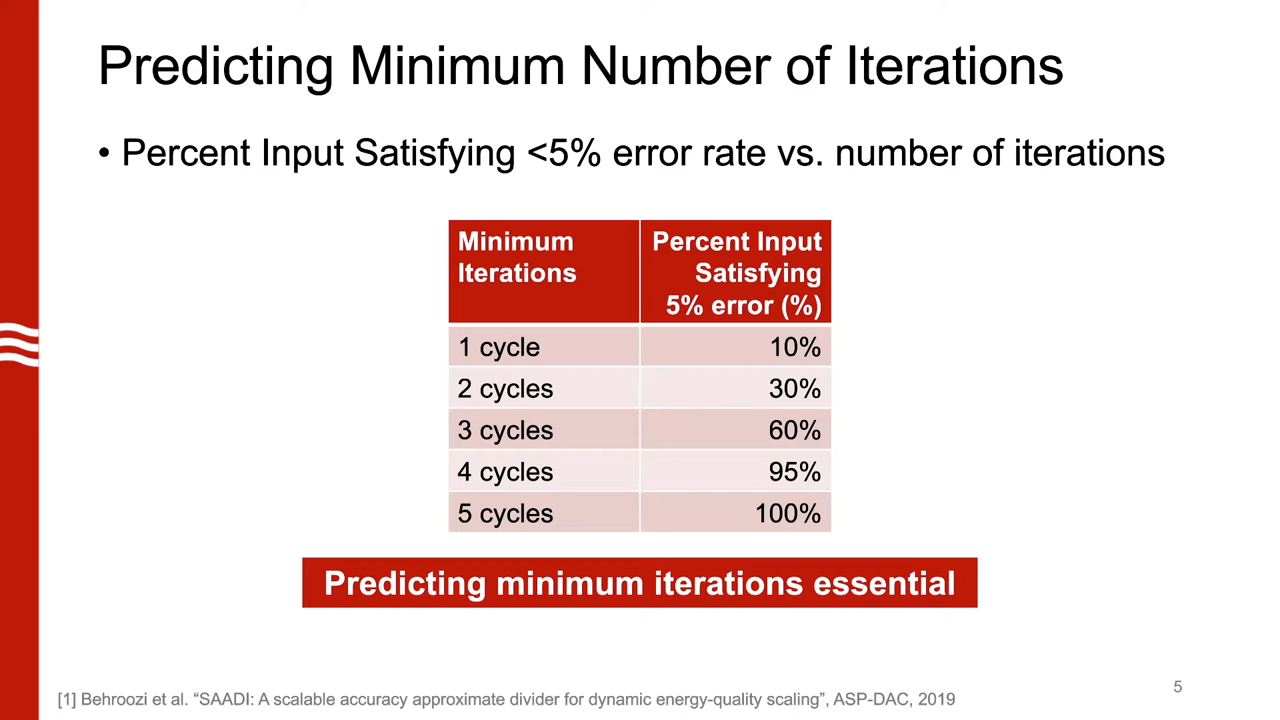 Predicting Minimum Number of Iterations
• Percent Input Satisfying <5% error rate vs. number of iterations
Minimum
Iterations
Percent Input
Satisfying
5% error (%)
1 cycle 10%
2 cycles 30%
3 cycles 60%
4 cycles 95%
5 cycles 100%
Predicting minimum iterations essential
[1] Behroozi et al. “SAADI: A scalable accuracy approximate divider for dynamic energy-quality scaling”, ASP-DAC, 2019
5